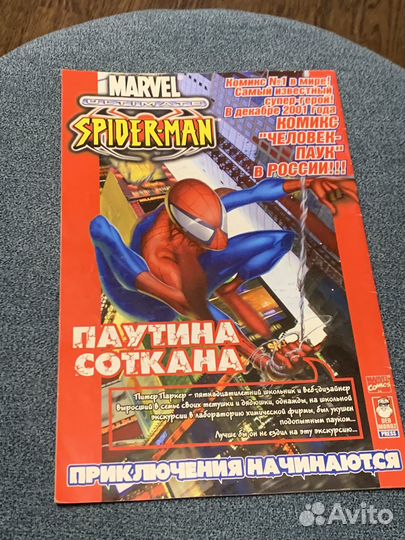 MARVEL
ULTIMATE
SPIDER-MAN
Комикс №1 в мире!
Самый известный
супер-герой!
В декабре 2001 года
КОМИКС
"ЧЕЛОВЕК-
ПАУК"
В РОССИИ!!!
ПАУТИНА
СОТКАНА
Питер Паркер - пятнадцатилетний школьник и веб-дизайнер
выросший в семье своих тетушки и дядюшки, однажды, на школьной
экскурсии в лабораторию химической фирмы, был укушен
подопытным пауком...
Лучше бы он не ездил на эту экскурсию...
MARVEL
COMICS
PRESS
ПРИКЛЮЧЕНИЯ НАЧИНАЮТСЯ
Avito